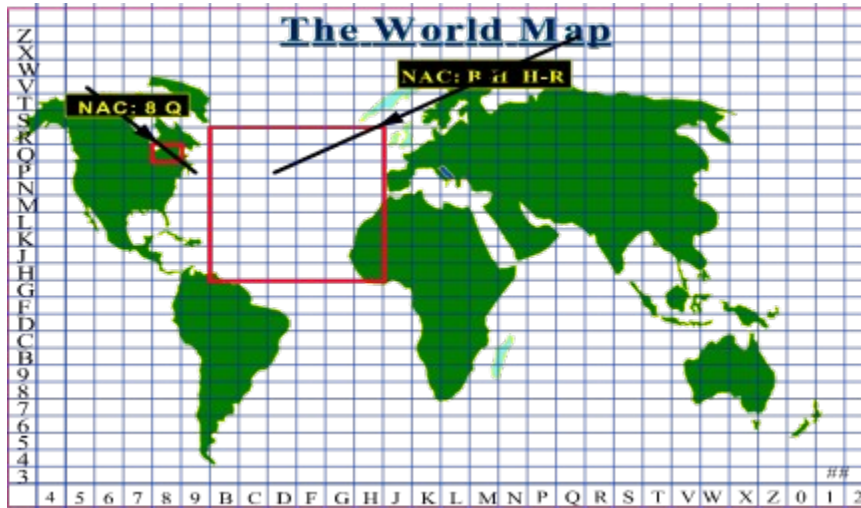 The World Map
NAC: H-R
NAC: 8 Q
Z
X
W
V
T
S
R
Q
P
N
M
L
K
J
H
G
F
D
C
B
9
8
7
6
5
4
3
##
4 5 6 7 8 9 B C D F G H J K L M N P Q R S T V W X Z 0 1 2